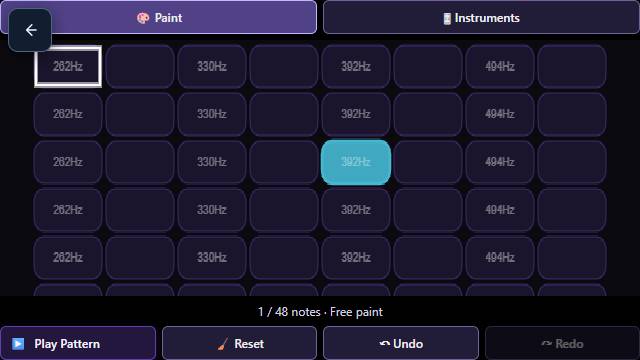 Paint
Instruments
262Hz 330Hz 392Hz 494Hz
262Hz 330Hz 392Hz 494Hz
262Hz 330Hz 392Hz 494Hz
262Hz 330Hz 392Hz 494Hz
262Hz 330Hz 392Hz 494Hz
1 / 48 notes · Free paint
Play Pattern
Reset
Undo
Redo